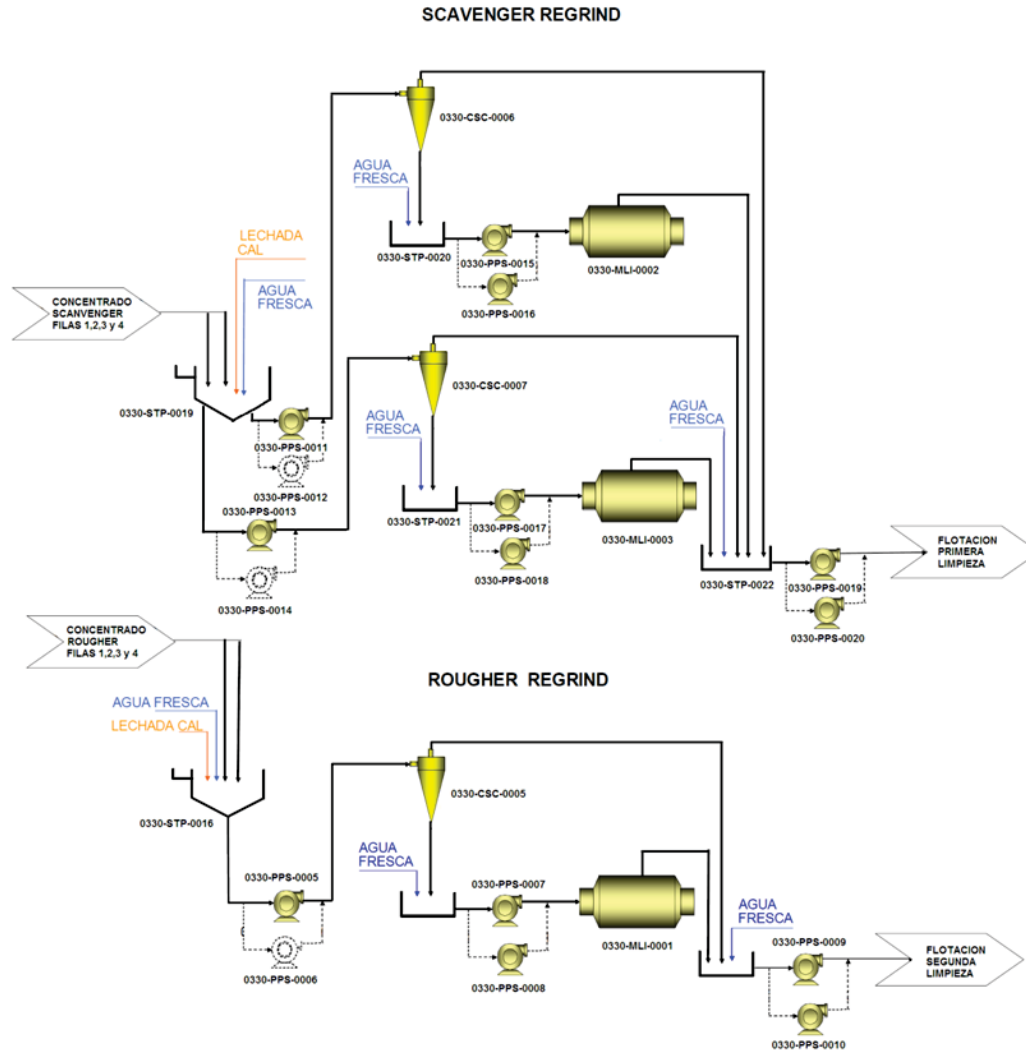 SCAVENGER REGRIND
0330-CSC-0006
AGUA
FRESCA
0330-STP-0020
0330-PPS-0015
0330-MLI-0002
0330-PPS-0016
LECHADA
CAL
AGUA
FRESCA
CONCENTRADO
SCANVENGER
FILAS 1,2,3 y 4
0330-STP-0019
0330-PPS-0011
0330-PPS-0012
0330-PPS-0013
0330-PPS-0014
0330-CSC-0007
AGUA
FRESCA
0330-STP-0021
0330-PPS-0017
0330-MLI-0003
0330-PPS-0018
AGUA
FRESCA
0330-STP-0022
0330-PPS-0019
0330-PPS-0020
FLOTACION
PRIMERA
LIMPIEZA
CONCENTRADO
ROUGHER
FILAS 1,2,3 y 4
ROUGHER REGRIND
AGUA FRESCA
LECHADA CAL
0330-STP-0016
0330-CSC-0005
0330-PPS-0005
0330-PPS-0006
AGUA
FRESCA
0330-PPS-0007
0330-MLI-0001
0330-PPS-0008
AGUA
FRESCA
0330-PPS-0009
0330-PPS-0010
FLOTACION
SEGUNDA
LIMPIEZA